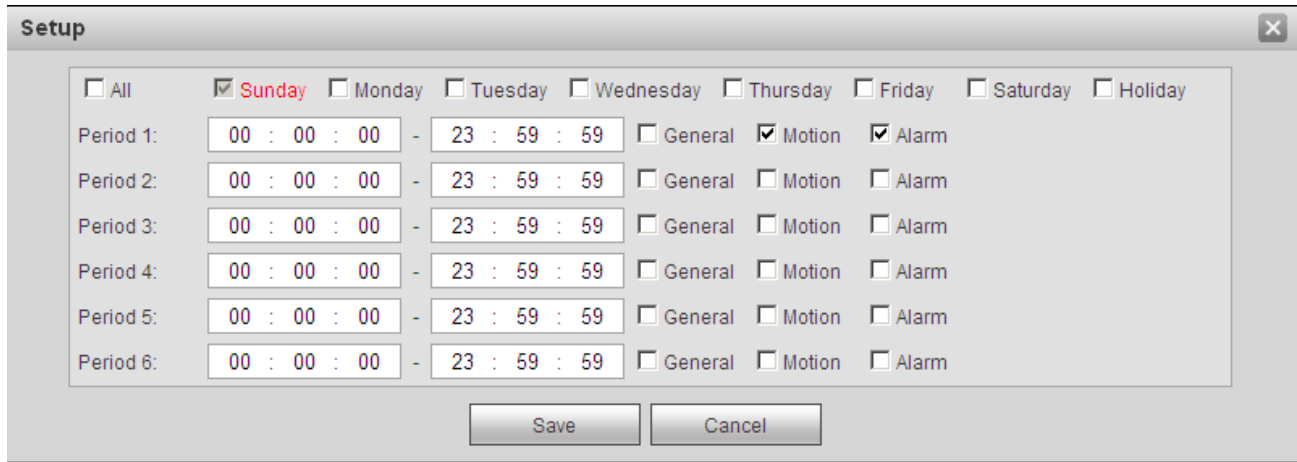 Setup
All Sunday Monday Tuesday Wednesday Thursday Friday Saturday Holiday
Period 1: 00 : 00 : 00 - 23 : 59 : 59 General Motion Alarm
Period 2: 00 : 00 : 00 - 23 : 59 : 59 General Motion Alarm
Period 3: 00 : 00 : 00 - 23 : 59 : 59 General Motion Alarm
Period 4: 00 : 00 : 00 - 23 : 59 : 59 General Motion Alarm
Period 5: 00 : 00 : 00 - 23 : 59 : 59 General Motion Alarm
Period 6: 00 : 00 : 00 - 23 : 59 : 59 General Motion Alarm
Save Cancel